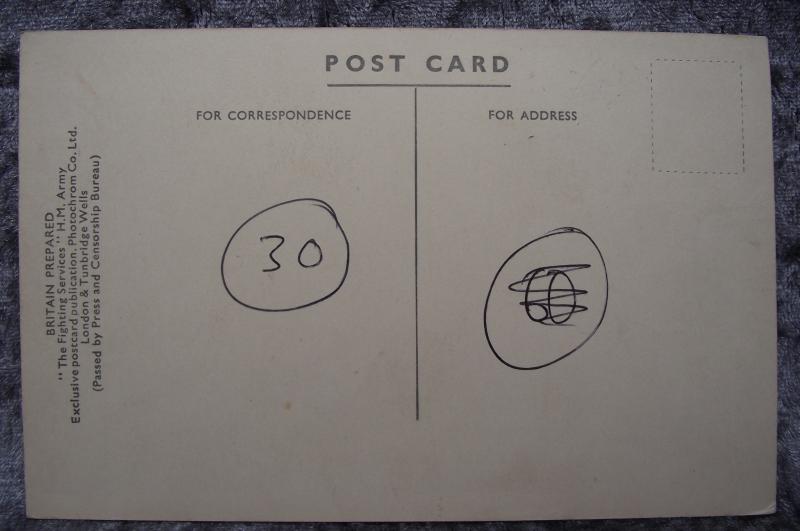 POST CARD
FOR CORRESPONDENCE
FOR ADDRESS
BRITAIN PREPARED
"The Fighting Services" H.M. Army
Exclusive postcard publication, Photochrom Co. Ltd.
London & Tunbridge Wells
(Passed by Press and Censorship Bureau)
30